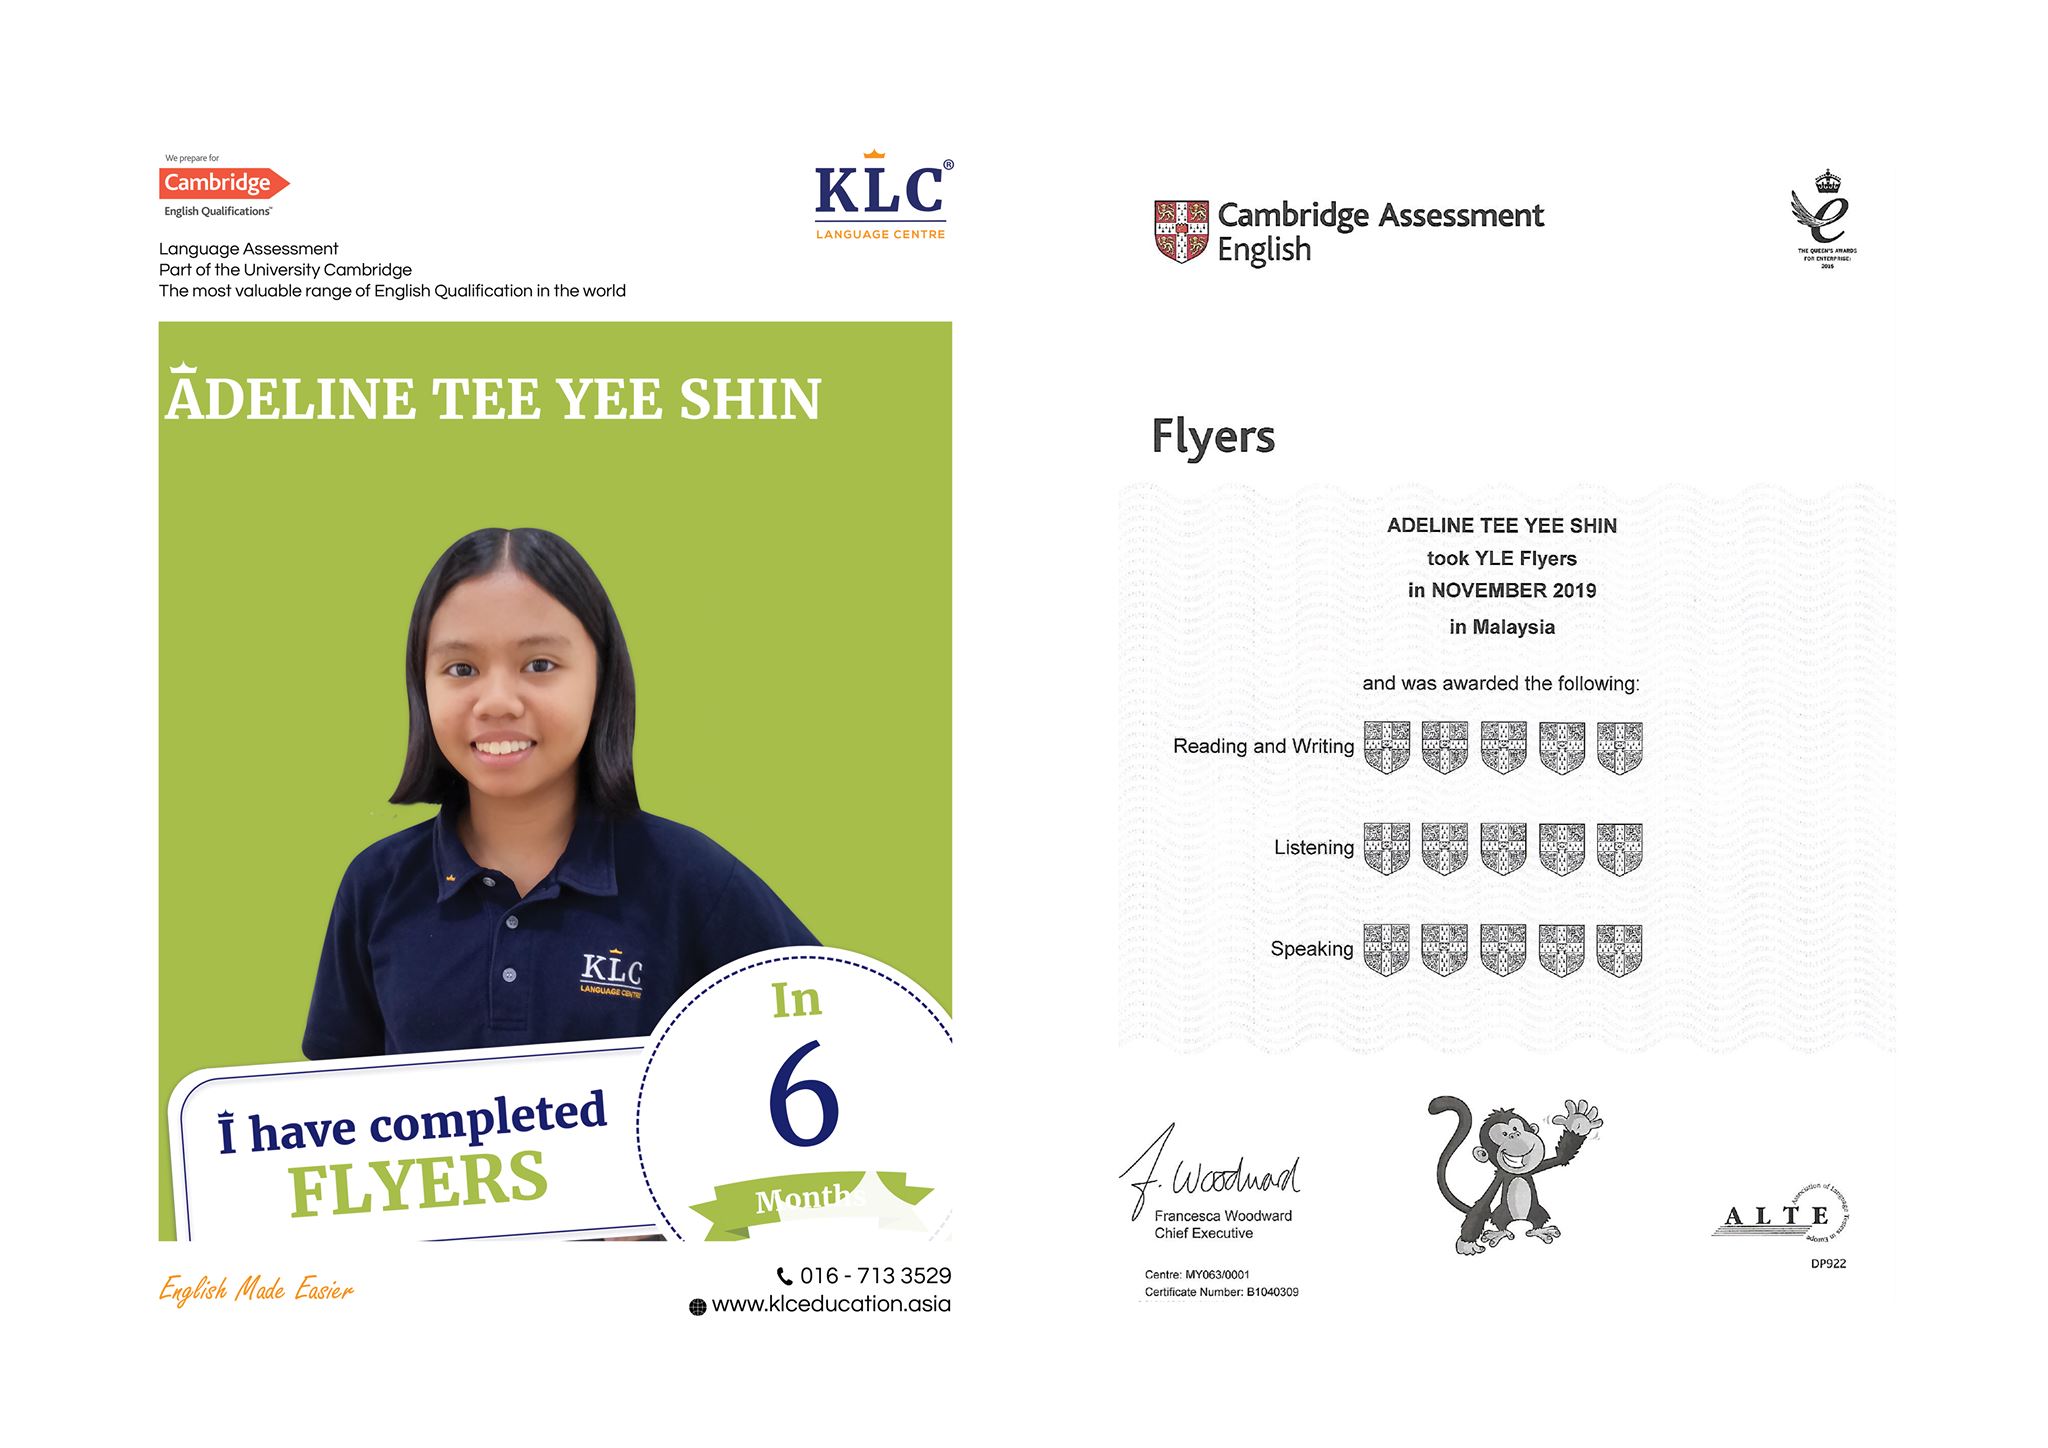 We prepare for
Cambridge
English Qualifications™
Language Assessment
Part of the University Cambridge
The most valuable range of English Qualification in the world
KLC®
LANGUAGE CENTRE
ADELINE TEE YEE SHIN
KLC
LANGUAGE CENTRE
I have completed
FLYERS
In
6
Months
English Made Easier
016 - 713 3529
www.klceducation.asia
Cambridge Assessment
English
e
THE QUEEN'S AWARDS
FOR ENTERPRISE:
2015
Flyers
ADELINE TEE YEE SHIN
took YLE Flyers
in NOVEMBER 2019
in Malaysia
and was awarded the following:
Reading and Writing
Listening
Speaking
F. Woodward
Francesca Woodward
Chief Executive
Centre: MY063/0001
Certificate Number: B1040309
ALTE
Association of Language Testers in Europe
DP922